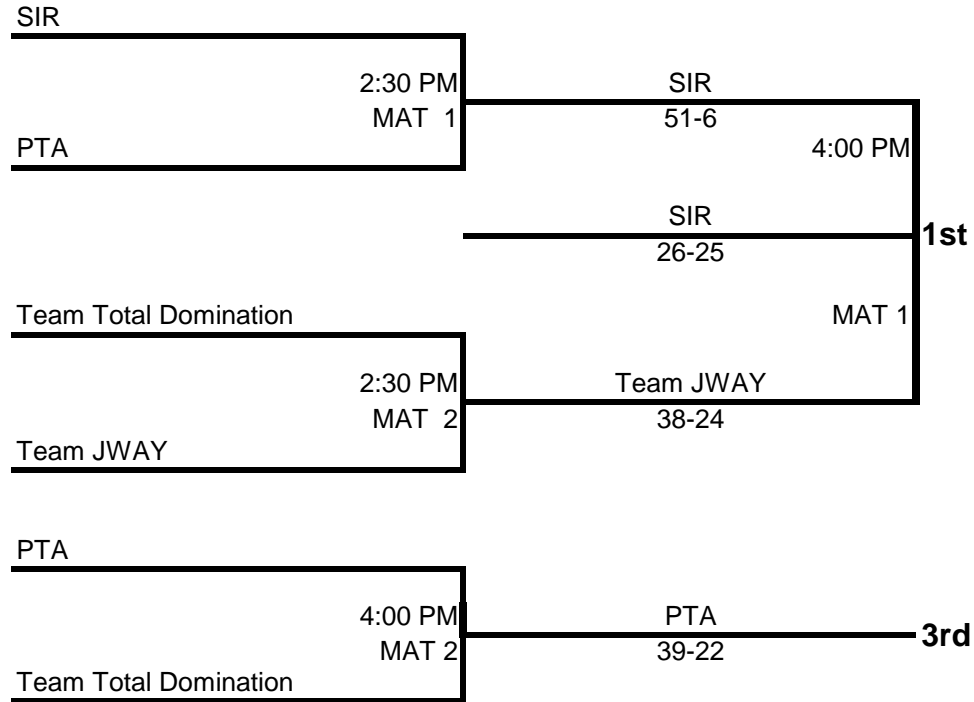 SIR
2:30 PM
SIR
MAT 1
51-6
PTA
4:00 PM
SIR
1st
26-25
Team Total Domination
MAT 1
2:30 PM
Team JWAY
MAT 2
38-24
Team JWAY
PTA
4:00 PM
PTA
3rd
MAT 2
39-22
Team Total Domination